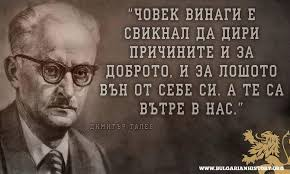 “ЧОВЕК ВИНАГИ Е
СВИКНАЛ ДА ДИРИ
ПРИЧИНИТЕ И ЗА
ДОБРОТО, И ЗА ЛОШОТО
ВЪН ОТ СЕБЕ СИ. А ТЕ СА
ВЪТРЕ В НАС.”
ДИМИТЪР ТАЛЕВ
WWW.BULGARIANHISTORY.ORG